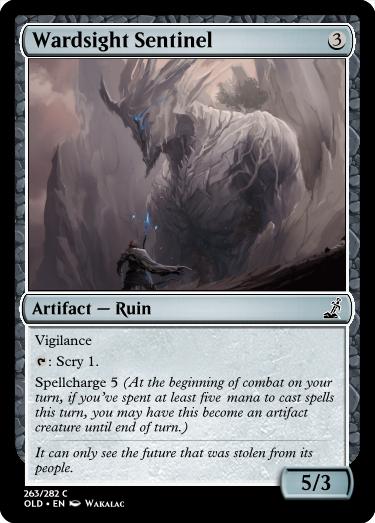 Wardsight Sentinel 3
Artifact — Ruin
Vigilance
: Scry 1.
Spellcharge 5 (At the beginning of combat on your
turn, if you've spent at least five mana to cast spells
this turn, you may have this become an artifact
creature until end of turn.)
It can only see the future that was stolen from its
people.
5/3
263/282 C
OLD • EN Wakalac